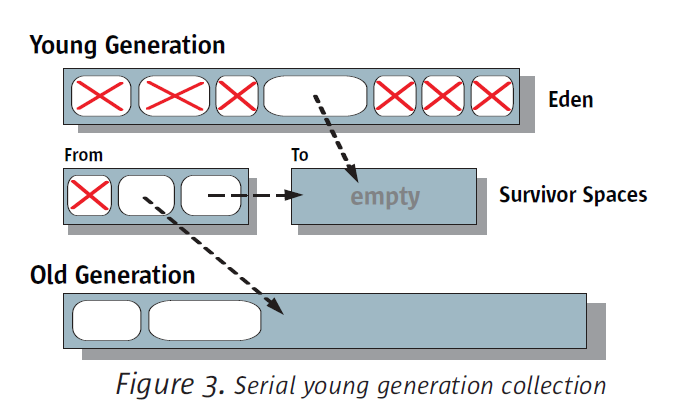 Young Generation
Eden
From
To
empty
Survivor Spaces
Old Generation
Figure 3. Serial young generation collection